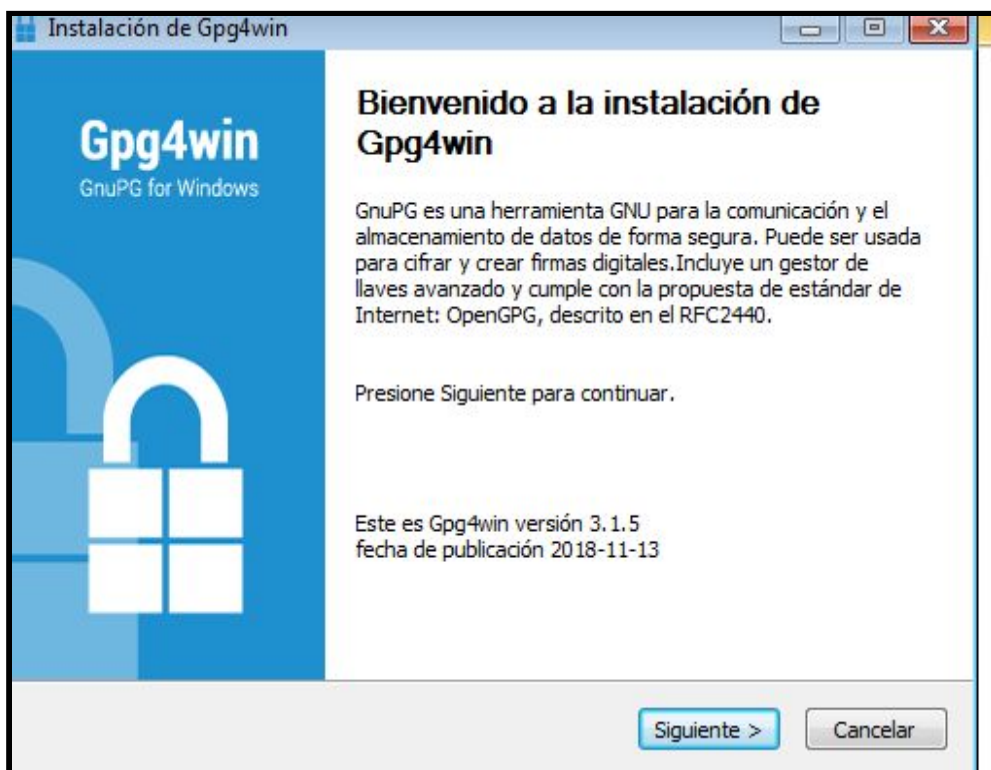 Instalación de Gpg4win
Gpg4win
GnuPG for Windows
Bienvenido a la instalación de
Gpg4win
GnuPG es una herramienta GNU para la comunicación y el
almacenamiento de datos de forma segura. Puede ser usada
para cifrar y crear firmas digitales.Incluye un gestor de
llaves avanzado y cumple con la propuesta de estándar de
Internet: OpenGPG, descrito en el RFC2440.
Presione Siguiente para continuar.
Este es Gpg4win versión 3.1.5
fecha de publicación 2018-11-13
Siguiente >
Cancelar